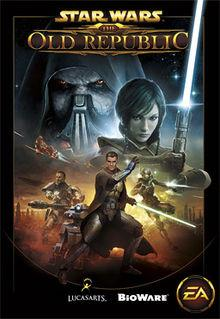 STAR WARS
THE
OLD REPUBLIC
LUCASARTS
BIOWARE
EA